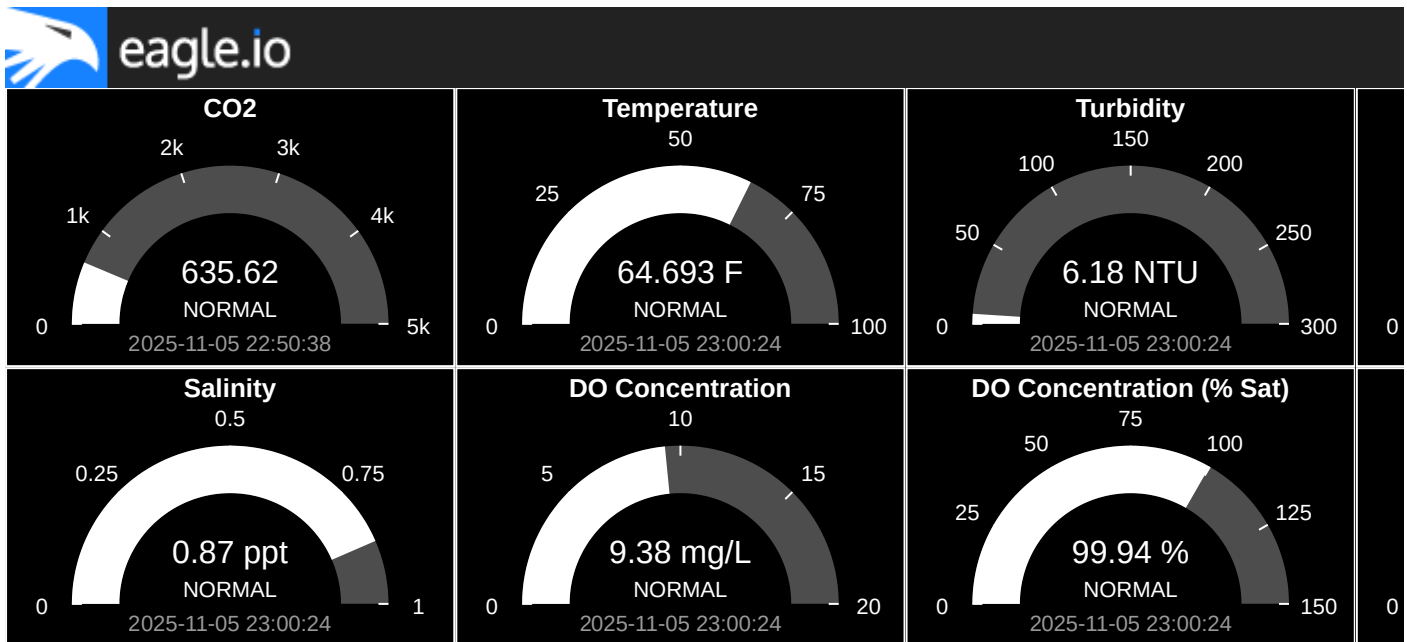 eagle.io
CO2
2k 3k
1k 4k
635.62
NORMAL
0 5k
2025-11-05 22:50:38
Temperature
50
25 75
64.693 F
NORMAL
0 100
2025-11-05 23:00:24
Turbidity
150
100 200
50 250
6.18 NTU
NORMAL
0 300
2025-11-05 23:00:24
0
Salinity
0.5
0.25 0.75
0.87 ppt
NORMAL
0 1
2025-11-05 23:00:24
DO Concentration
10
5 15
9.38 mg/L
NORMAL
0 20
2025-11-05 23:00:24
DO Concentration (% Sat)
75
50 100
25 125
99.94 %
NORMAL
0 150
2025-11-05 23:00:24
0